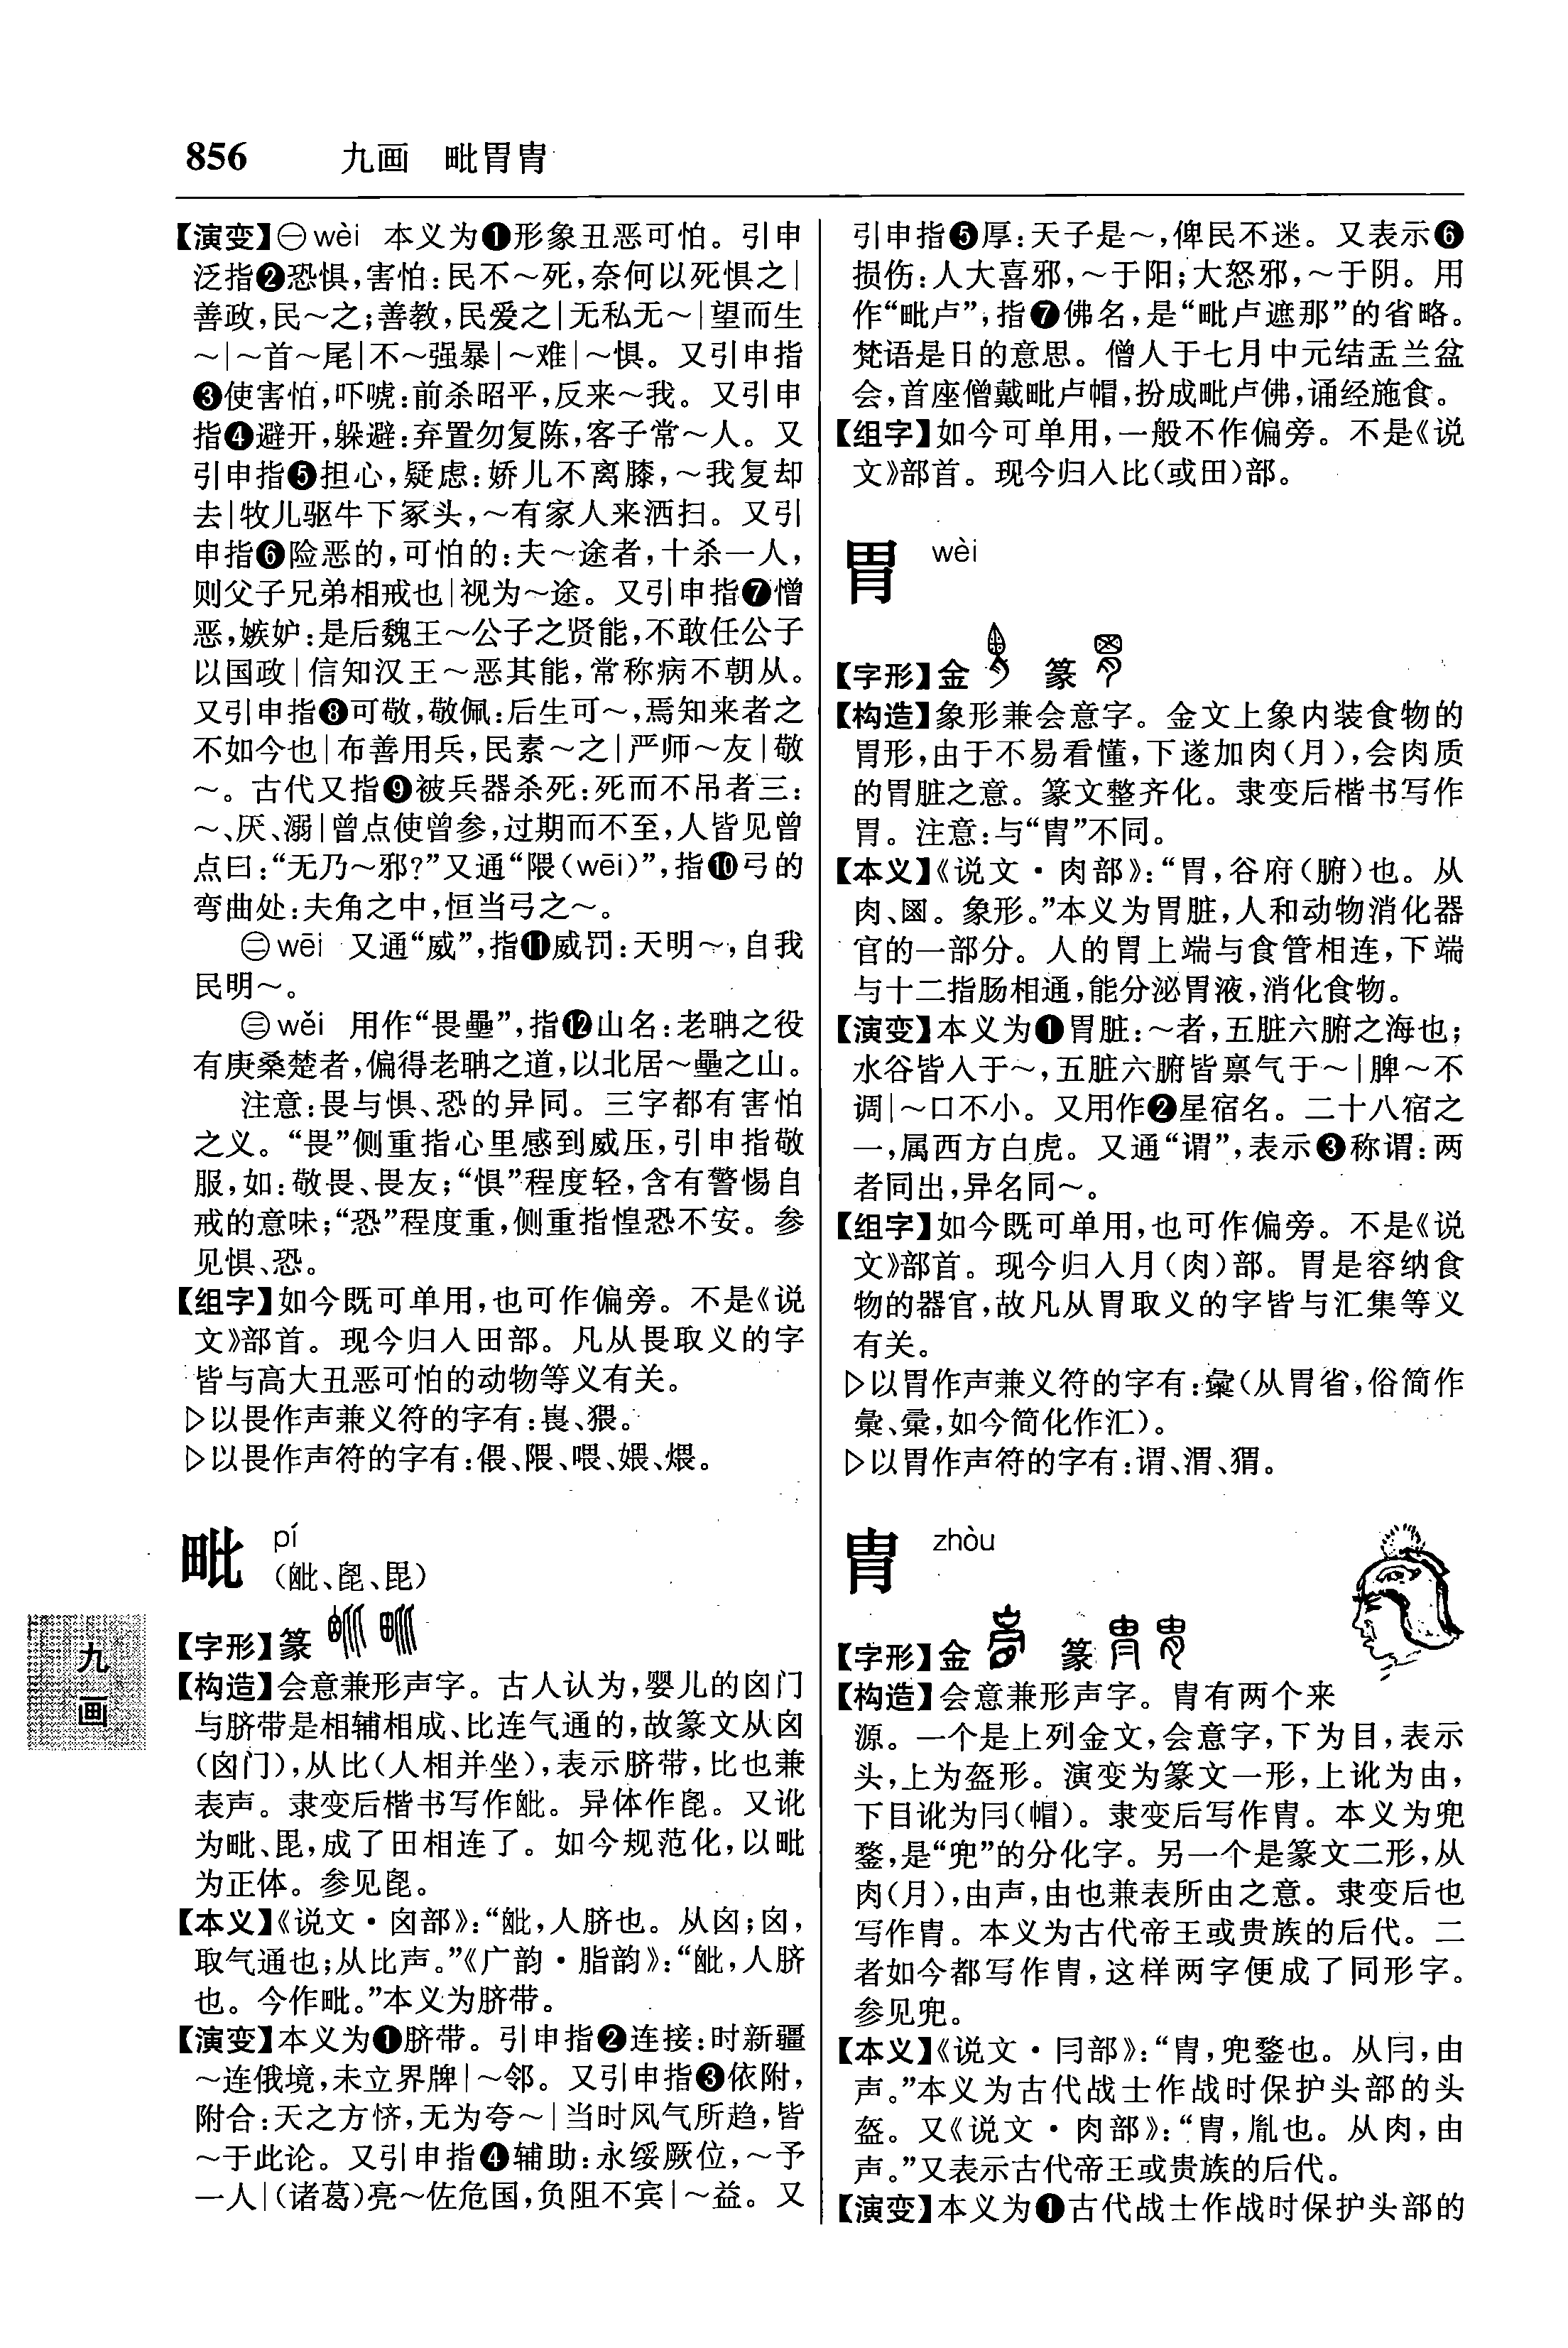 856 九画 毗胃胄
【演变】㊀wèi 本义为❶形象丑恶可怕。引申
泛指❷恐惧,害怕:民不～死,奈何以死惧之|
善政,民～之;善教,民爱之|无私无～|望而生
～|～首～尾|不～强暴|～难|～惧。又引申指
❸使害怕,吓唬:前杀昭平,反来～我。又引申
指❹避开,躲避:弃置勿复陈,客子常～人。又
引申指❺担心,疑虑:娇儿不离膝,～我复却
去|牧儿驱牛下冢头,～有家人来洒扫。又引
申指❻险恶的,可怕的:夫～途者,十杀一人,
则父子兄弟相戒也|视为～途。又引申指❼憎
恶,嫉妒:是后魏王～公子之贤能,不敢任公子
以国政|信知汉王～恶其能,常称病不朝从。
又引申指❽可敬,敬佩:后生可～,焉知来者之
不如今也|布善用兵,民素～之|严师～友|敬
～。古代又指❾被兵器杀死:死而不吊者三:
～、厌、溺|曾点使曾参,过期而不至,人皆见曾
点曰:“无乃～邪?”又通“隈(wēi)”,指❿弓的
弯曲处:夫角之中,恒当弓之～。
㊁wēi 又通“威”,指⓫威罚:天明～,自我
民明～。
㊂wěi 用作“畏壘”,指⓬山名:老聃之役
有庚桑楚者,偏得老聃之道,以北居～壘之山。
注意:畏与惧、恐的异同。三字都有害怕
之义。“畏”侧重指心里感到威压,引申指敬
服,如:敬畏、畏友;“惧”程度轻,含有警惕自
戒的意味;“恐”程度重,侧重指惶恐不安。参
见惧、恐。
【组字】如今既可单用,也可作偏旁。不是《说
文》部首。现今归入田部。凡从畏取义的字
皆与高大丑恶可怕的动物等义有关。
▷以畏作声兼义符的字有:嵔、猥。
▷以畏作声符的字有:偎、隈、喂、媿、煨。
毗 pí
(毗、毞、毘)
【字形】篆
【构造】会意兼形声字。古人认为,婴儿的囟门
与脐带是相辅相成、比连气通的,故篆文从囟
(囟门),从比(人相并坐),表示脐带,比也兼
表声。隶变后楷书写作𣬉。异体作𣬈。又讹
为毗、毘,成了田相连了。如今规范化,以毗
为正体。参见𣬈。
【本义】《说文·囟部》:“𣬉,人脐也。从囟;囟,
取气通也;从比声。”《广韵·脂韵》:“𣬉,人脐
也。今作毗。”本义为脐带。
【演变】本义为❶脐带。引申指❷连接:时新疆
～连俄境,未立界牌|～邻。又引申指❸依附,
附合:天之方懠,无为夸～|当时风气所趋,皆
～于此论。又引申指❹辅助:永绥厥位,～予
一人|(诸葛)亮～佐危国,负阻不宾|～益。又
引申指❺厚:天子是～,俾民不迷。又表示❻
损伤:人大喜邪,～于阳;大怒邪,～于阴。用
作“毗卢”,指❼佛名,是“毗卢遮那”的省略。
梵语是日的意思。僧人于七月中元结盂兰盆
会,首座僧戴毗卢帽,扮成毗卢佛,诵经施食。
【组字】如今可单用,一般不作偏旁。不是《说
文》部首。现今归入比(或田)部。
胃 wèi
【字形】金 篆
【构造】象形兼会意字。金文上象内装食物的
胃形,由于不易看懂,下遂加肉(月),会肉质
的胃脏之意。篆文整齐化。隶变后楷书写作
胃。注意:与“胄”不同。
【本义】《说文·肉部》:“胃,谷府(腑)也。从
肉、𡇒。象形。”本义为胃脏,人和动物消化器
官的一部分。人的胃上端与食管相连,下端
与十二指肠相通,能分泌胃液,消化食物。
【演变】本义为❶胃脏:～者,五脏六腑之海也;
水谷皆入于～,五脏六腑皆禀气于～|脾～不
调|～口不小。又用作❷星宿名。二十八宿之
一,属西方白虎。又通“谓”,表示❸称谓:两
者同出,异名同～。
【组字】如今既可单用,也可作偏旁。不是《说
文》部首。现今归入月(肉)部。胃是容纳食
物的器官,故凡从胃取义的字皆与汇集等义
有关。
▷以胃作声兼义符的字有:彙(从胃省,俗简作
彚、彙,如今简化作汇)。
▷以胃作声符的字有:谓、渭、猬。
胄 zhòu
【字形】金 篆
【构造】会意兼形声字。胄有两个来
源。一个是上列金文,会意字,下为目,表示
头,上为盔形。演变为篆文一形,上讹为由,
下目讹为冃(帽)。隶变后写作胄。本义为兜
鍪,是“兜”的分化字。另一个是篆文二形,从
肉(月),由声,由也兼表所由之意。隶变后也
写作胄。本义为古代帝王或贵族的后代。二
者如今都写作胄,这样两字便成了同形字。
参见兜。
【本义】《说文·冃部》:“胄,兜鍪也。从冃,由
声。”本义为古代战士作战时保护头部的头
盔。又《说文·肉部》:“胄,胤也。从肉,由
声。”又表示古代帝王或贵族的后代。
【演变】本义为❶古代战士作战时保护头部的
九画